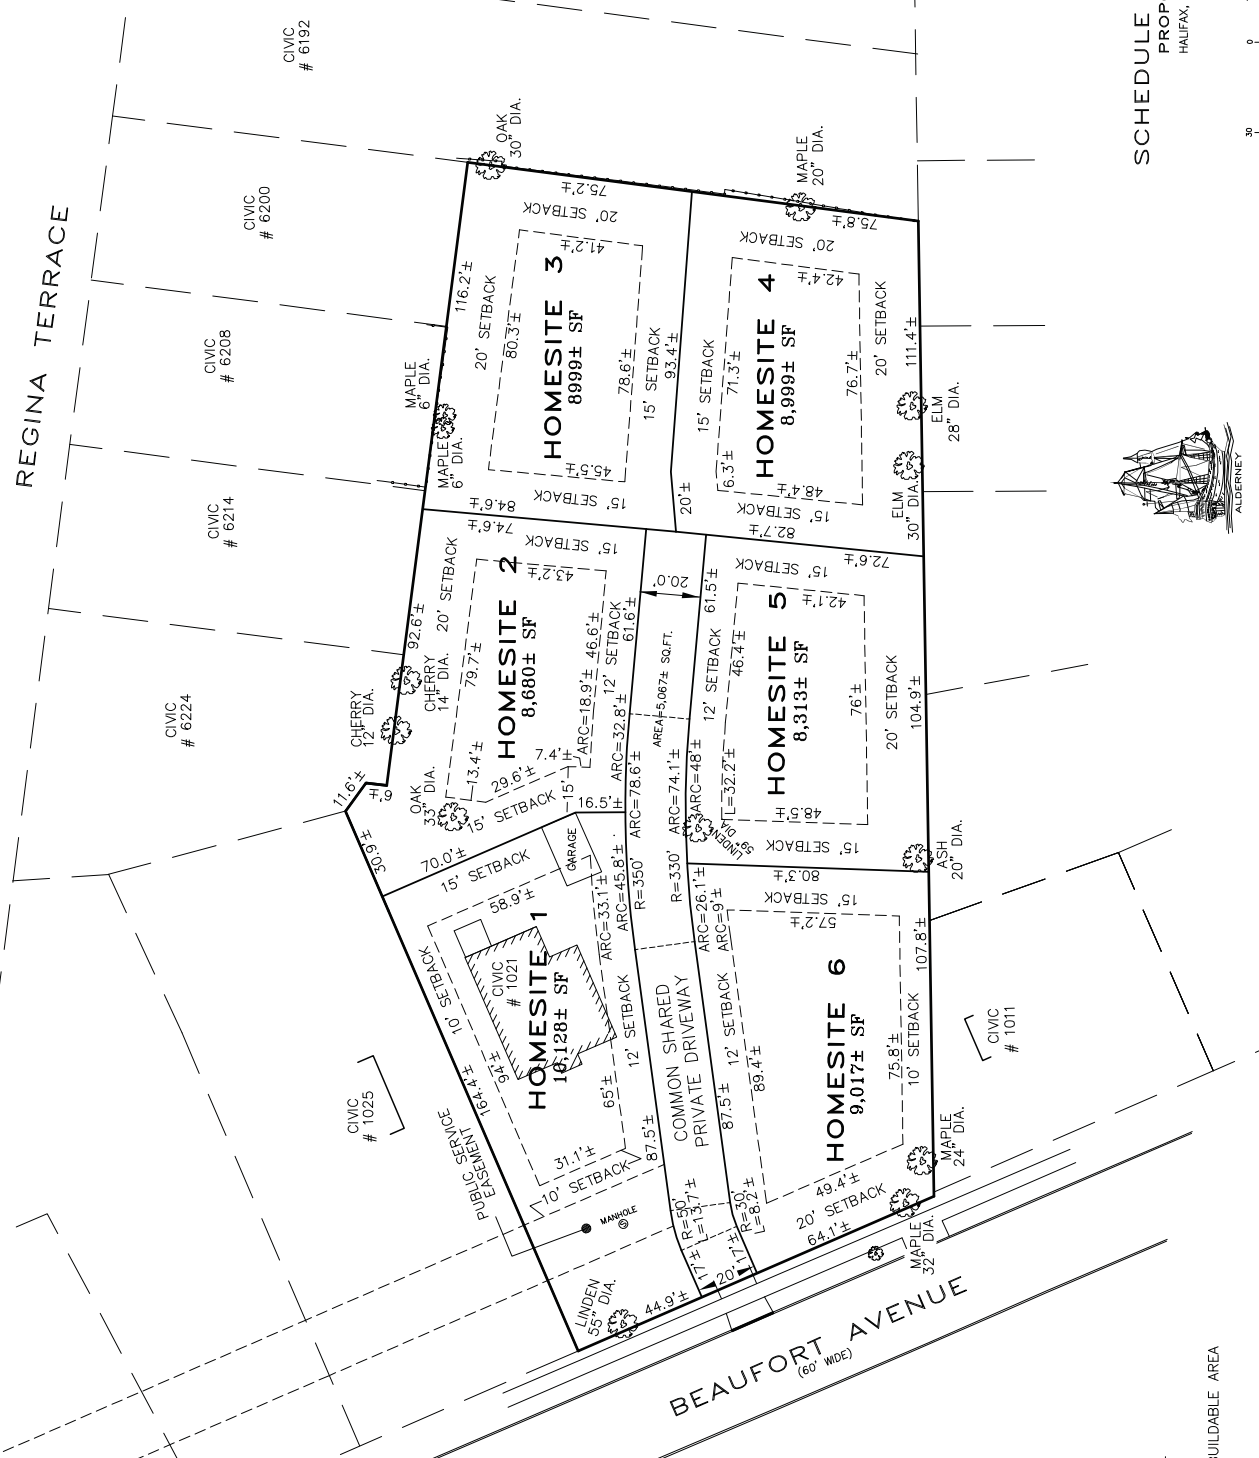 REGINA TERRACE
CIVIC
# 6192
CIVIC
# 6200
CIVIC
# 6208
CIVIC
# 6214
CIVIC
# 6224
CIVIC
# 1025
CIVIC
# 1011
SCHEDULE
PROP
HALIFAX,
30
0
ALDERNEY
OAK
30" DIA.
MAPLE
20" DIA.
MAPLE
6" DIA.
MAPLE
6" DIA.
CHERRY
14" DIA.
CHERRY
12" DIA.
OAK
33" DIA.
ELM
28" DIA.
ELM
30" DIA.
ASH
20" DIA.
MAPLE
24" DIA.
MAPLE
32" DIA.
LINDEN
55" DIA.
LINDEN
59" DIA.
HOMESITE 3
8999± SF
116.2'±
20' SETBACK
80.3'±
75.2'±
20' SETBACK
41.2'±
78.6'±
15' SETBACK
93.4'±
45.5'±
15' SETBACK
84.6'±
20'±
HOMESITE 4
8,999± SF
75.8'±
20' SETBACK
42.4'±
15' SETBACK
71.3'±
6.3'±
76.7'±
20' SETBACK
111.4'±
48.4'±
15' SETBACK
82.7'±
HOMESITE 2
8,680± SF
74.6'±
15' SETBACK
43.2'±
20' SETBACK
92.6'±
79.7'±
13.4'±
29.6'±
15' SETBACK
7.4'±
15'
16.5'±
ARC=18.9'±
46.6'±
12' SETBACK
61.6'±
ARC=32.8'±
6'±
11.6'±
30.9'±
70.0'±
HOMESITE 5
8,313± SF
72.6'±
15' SETBACK
42.1'±
61.5'±
12' SETBACK
46.4'±
L=32.2'±
ARC=48'±
76'±
20' SETBACK
104.9'±
48.5'±
15' SETBACK
80.3'±
20.0'
AREA=5,067± SQ.FT.
ARC=78.6'±
R=350'
ARC=74.1'±
R=330'
COMMON SHARED
PRIVATE DRIVEWAY
HOMESITE 1
10,128± SF
CIVIC
# 1021
GARAGE
15' SETBACK
58.9'±
10' SETBACK
94'±
164.4'±
ARC=33.1'±
ARC=45.8'±
12' SETBACK
65'±
87.5'±
31.1'±
10' SETBACK
PUBLIC SERVICE
EASEMENT
MANHOLE
S
44.9'±
17'±
R=50'
L=13.7'±
20'
17'±
R=30'
L=8.2'±
HOMESITE 6
9,017± SF
ARC=26.1'±
ARC=9'±
15' SETBACK
57.2'±
12' SETBACK
87.5'±
89.4'±
75.8'±
10' SETBACK
107.8'±
49.4'±
20' SETBACK
64.1'±
BEAUFORT AVENUE
(60' WIDE)
BUILDABLE AREA